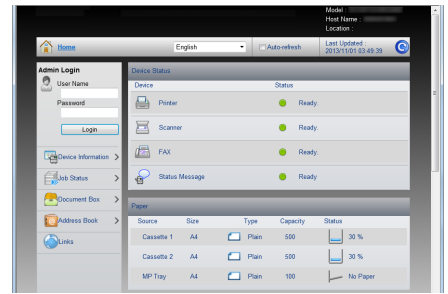 Model :
Host Name :
Location :
Home
English
Auto-refresh
Last Updated :
2013/11/01 03:49:39
Admin Login
User Name
Password
Login
Device Information
Job Status
Document Box
Address Book
Links
Device Status
Device Status
Printer Ready.
Scanner Ready.
FAX Ready.
Status Message Ready.
Paper
Source Size Type Capacity Status
Cassette 1 A4 Plain 500 30 %
Cassette 2 A4 Plain 500 30 %
MP Tray A4 Plain 100 No Paper